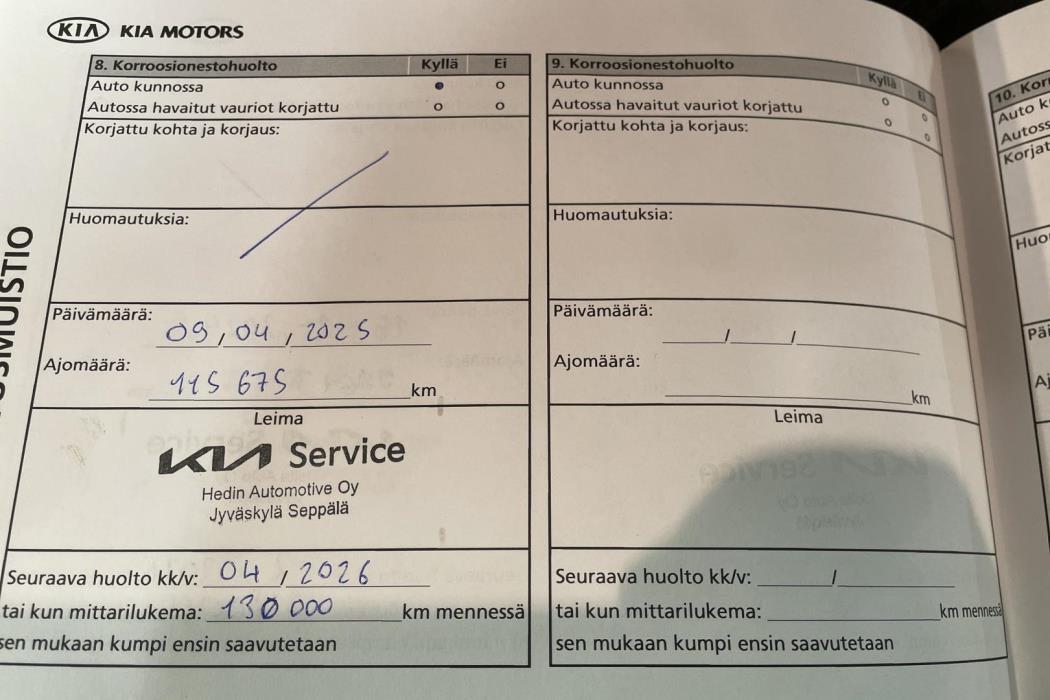 KIA KIA MOTORS
8. Korroosionestohuolto Kyllä Ei
Auto kunnossa
Autossa havaitut vauriot korjattu
Korjattu kohta ja korjaus:
Huomautuksia:
Päivämäärä: 09, 04, 2025
Ajomäärä: 115 675 km
Leima
KIA Service
Hedin Automotive Oy
Jyväskylä Seppälä
Seuraava huolto kk/v: 04 / 2026
tai kun mittarilukema: 130 000 km mennessä
sen mukaan kumpi ensin saavutetaan
9. Korroosionestohuolto Kyllä Ei
Auto kunnossa
Autossa havaitut vauriot korjattu
Korjattu kohta ja korjaus:
Huomautuksia:
Päivämäärä: / /
Ajomäärä: km
Leima
Seuraava huolto kk/v: /
tai kun mittarilukema: km mennessä
sen mukaan kumpi ensin saavutetaan
10.
Auto